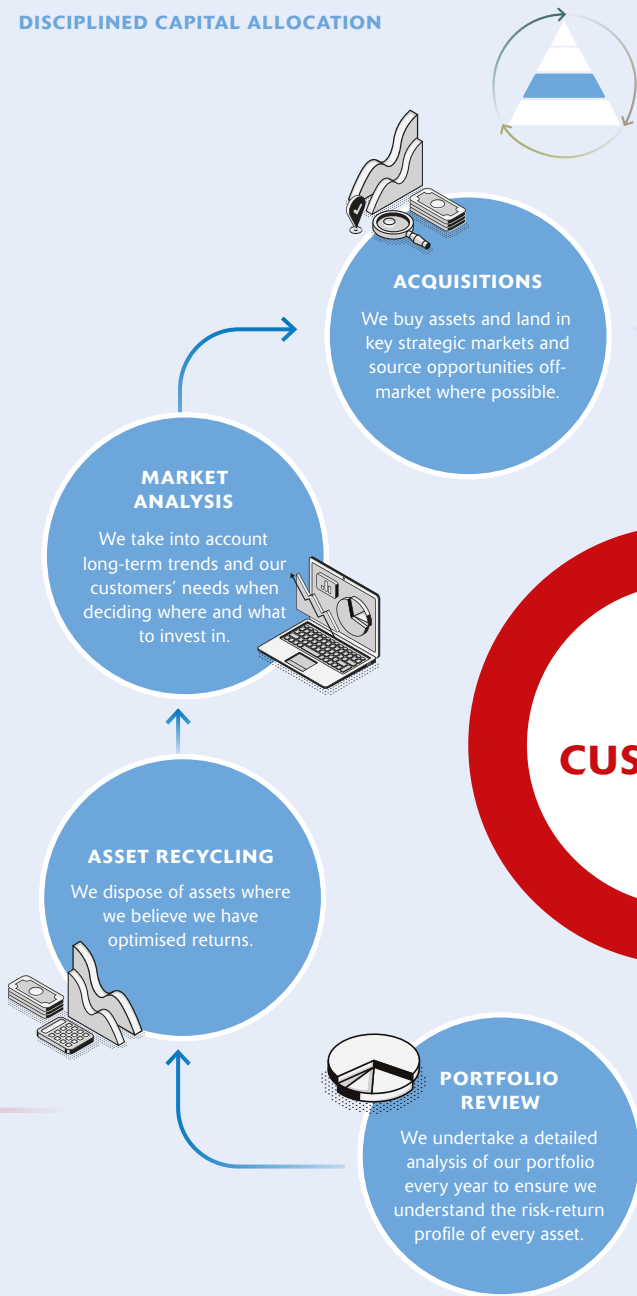 DISCIPLINED CAPITAL ALLOCATION
ACQUISITIONS
We buy assets and land in
key strategic markets and
source opportunities off-
market where possible.
MARKET
ANALYSIS
We take into account
long-term trends and our
customers’ needs when
deciding where and what
to invest in.
CUS
ASSET RECYCLING
We dispose of assets where
we believe we have
optimised returns.
PORTFOLIO
REVIEW
We undertake a detailed
analysis of our portfolio
every year to ensure we
understand the risk-return
profile of every asset.